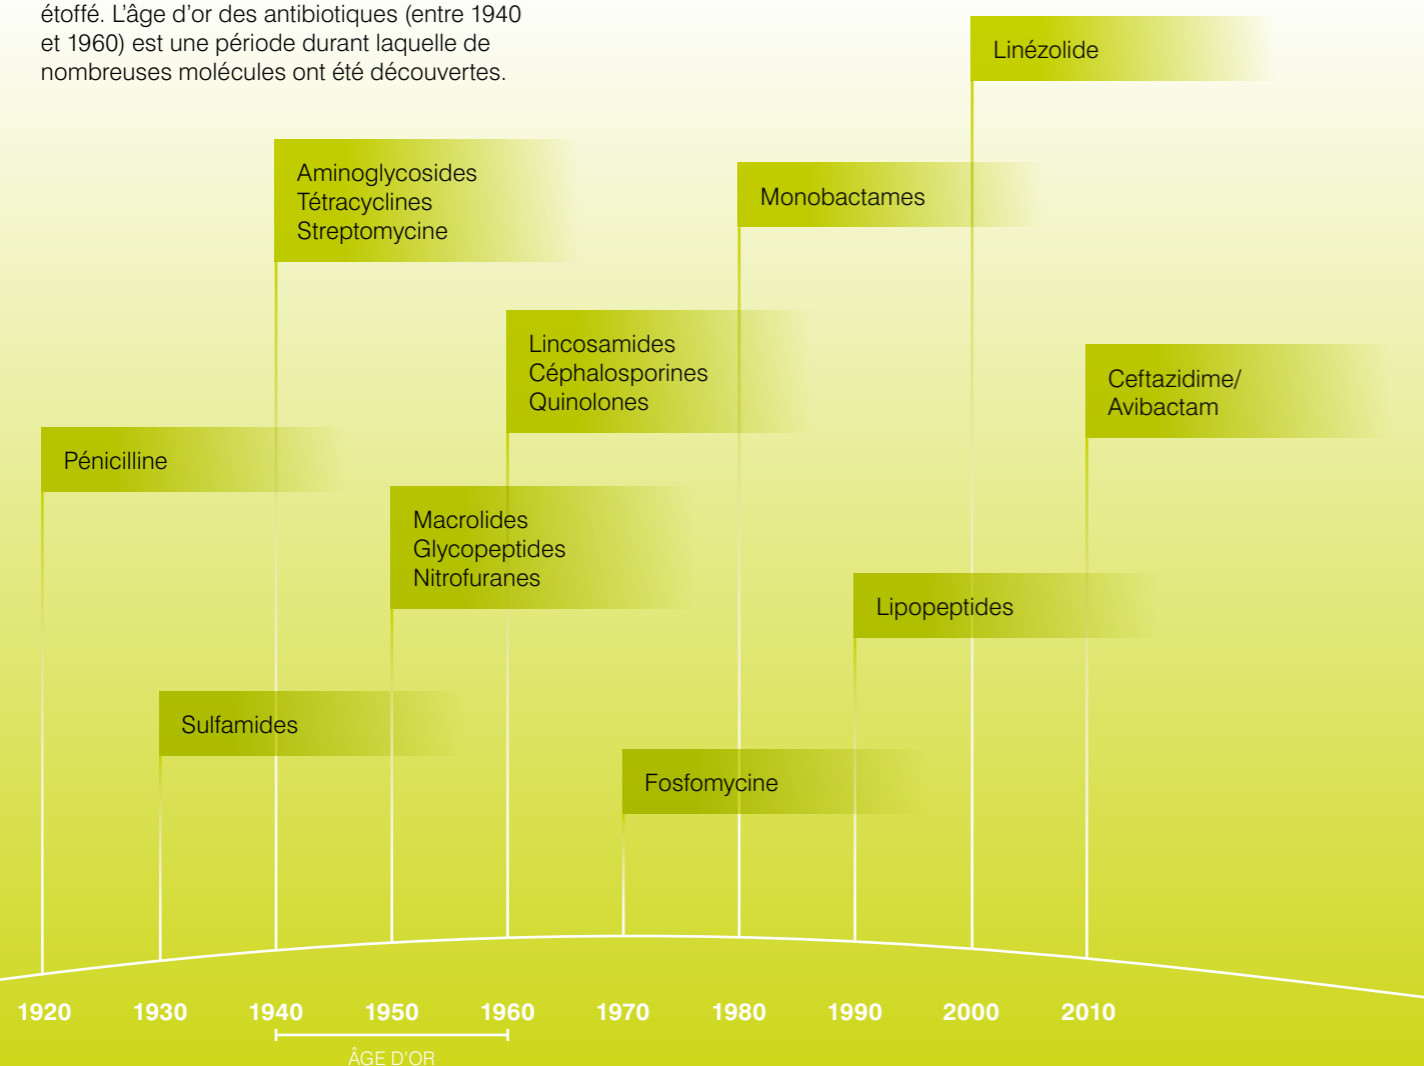 étoffé. L’âge d’or des antibiotiques (entre 1940
et 1960) est une période durant laquelle de
nombreuses molécules ont été découvertes.
Linézolide
Aminoglycosides
Tétracyclines
Streptomycine
Monobactames
Lincosamides
Céphalosporines
Quinolones
Ceftazidime/
Avibactam
Pénicilline
Macrolides
Glycopeptides
Nitrofuranes
Lipopeptides
Sulfamides
Fosfomycine
1920 1930 1940 1950 1960 1970 1980 1990 2000 2010
ÂGE D’OR